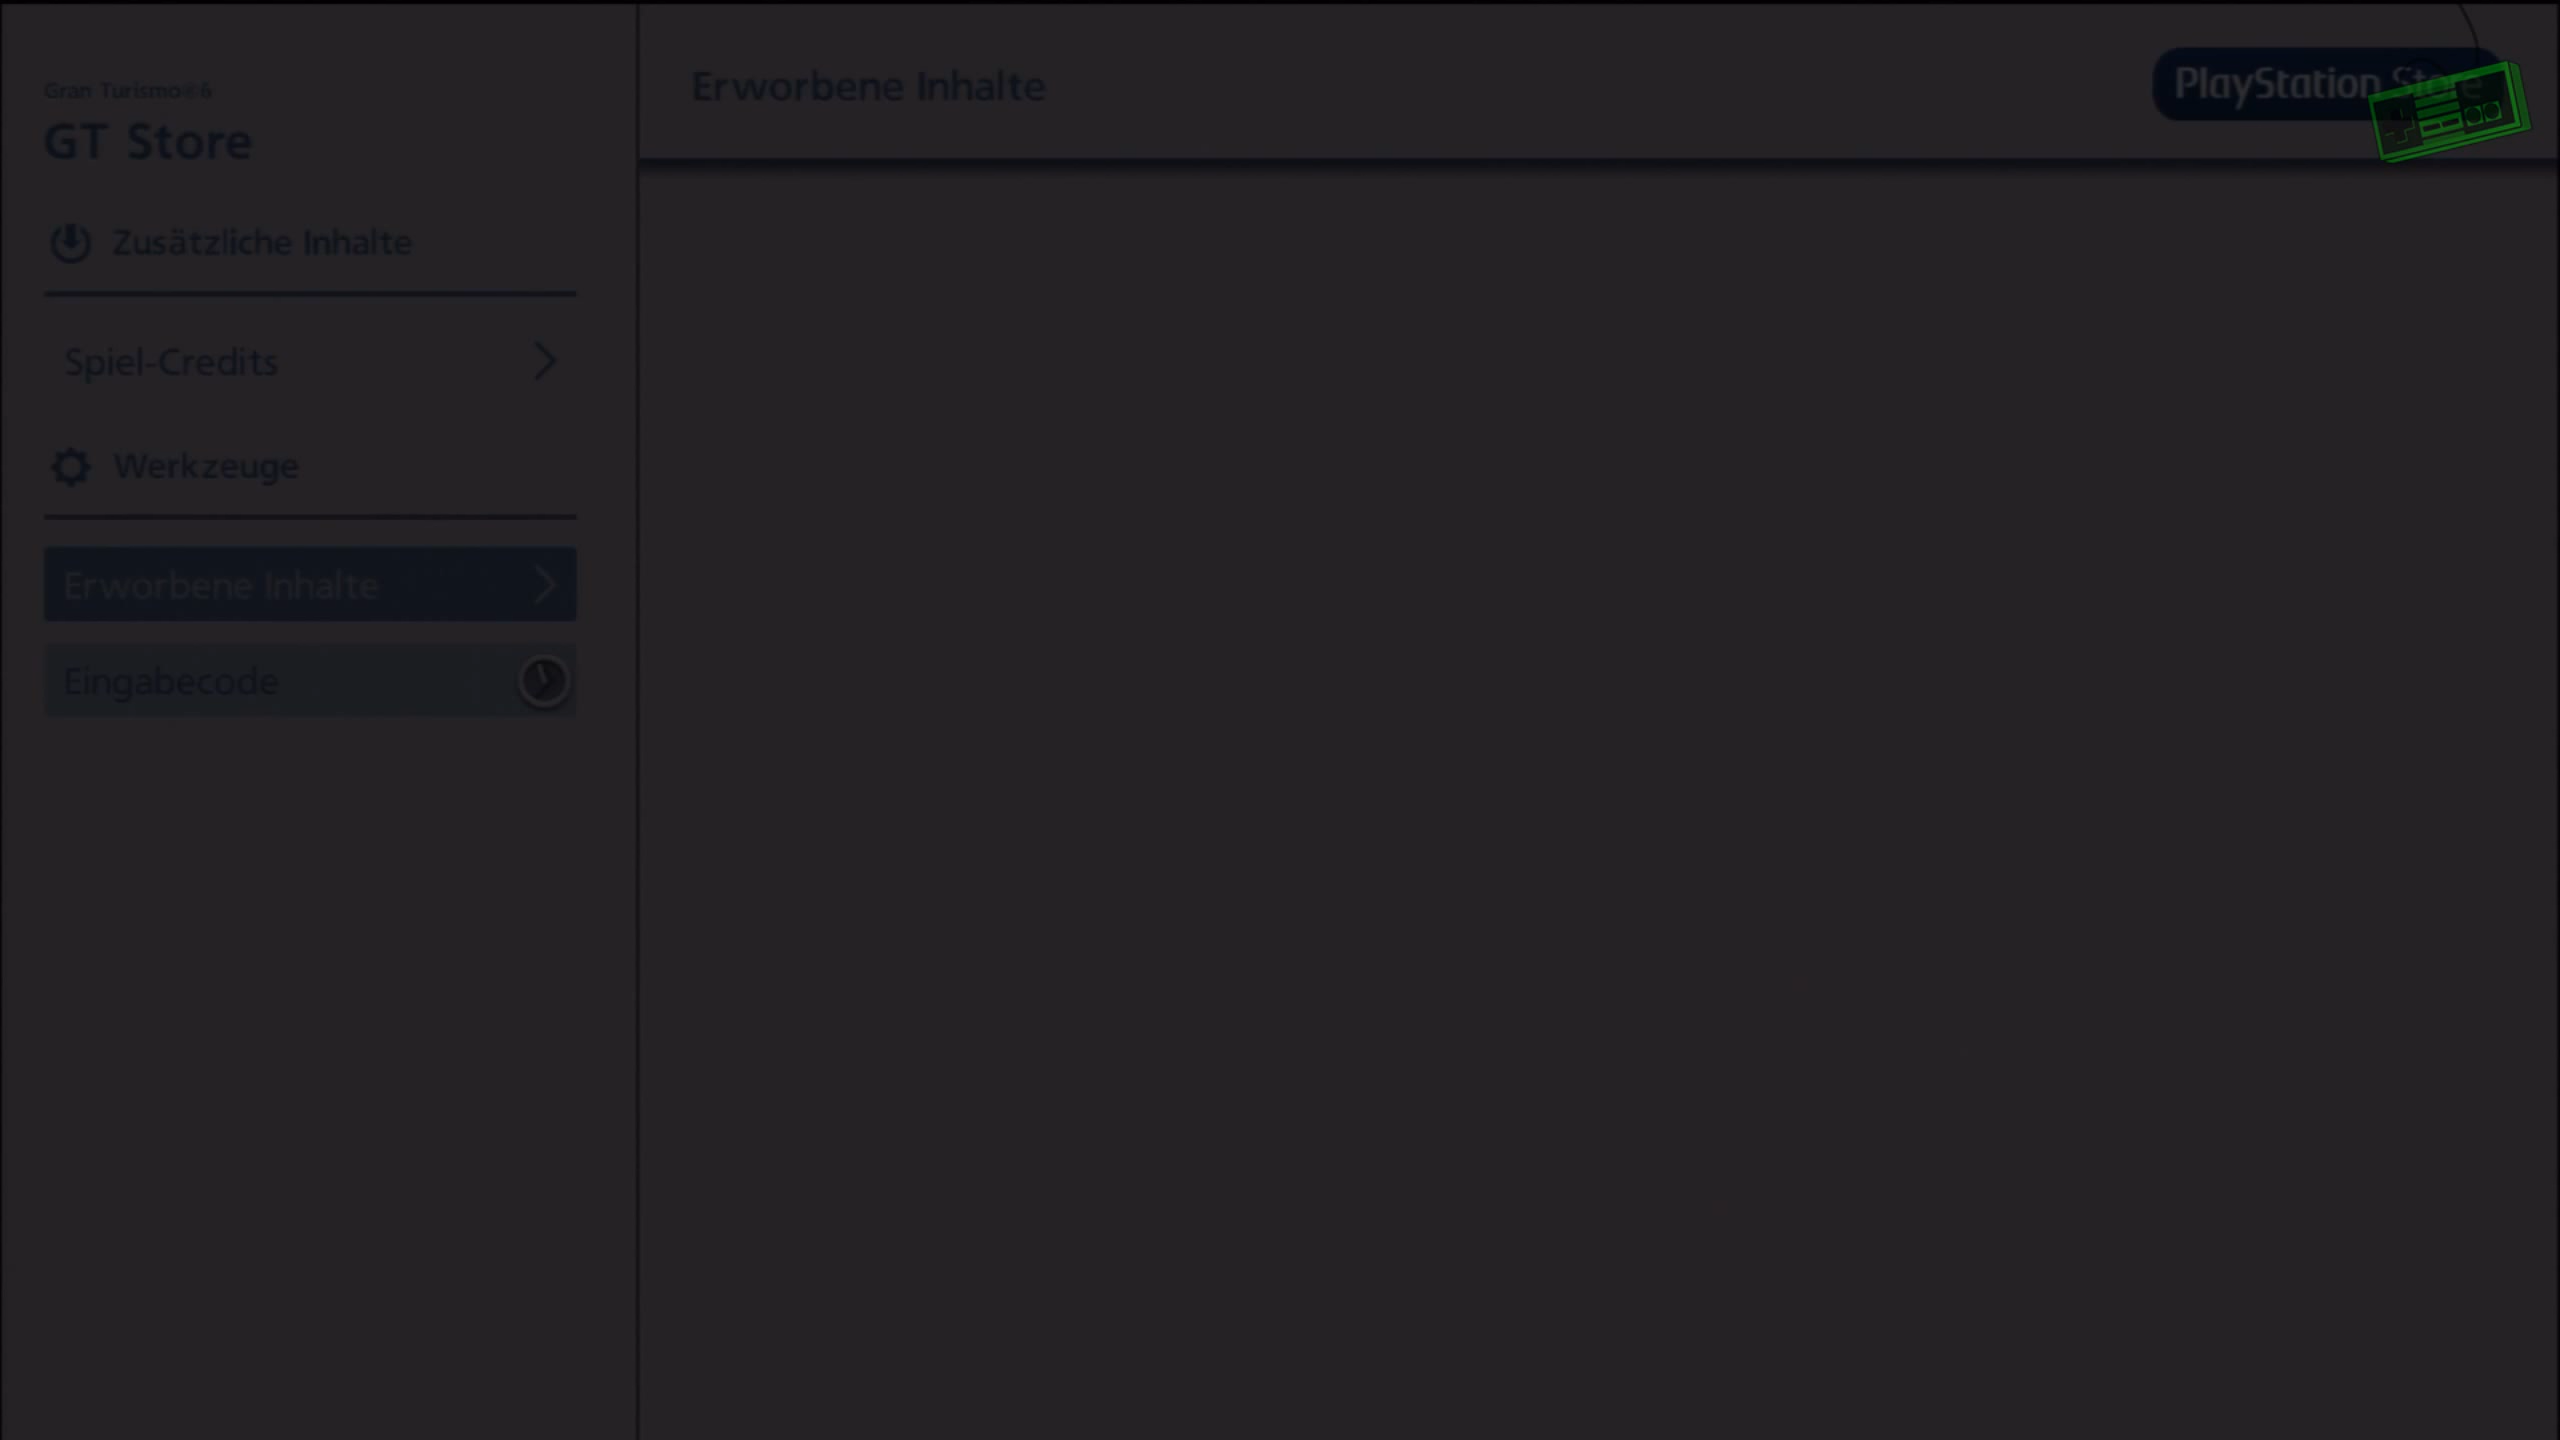 Gran Turismo®6
GT Store
Zusätzliche Inhalte
Spiel-Credits
Werkzeuge
Erworbene Inhalte
Eingabecode
Erworbene Inhalte
PlayStation Store